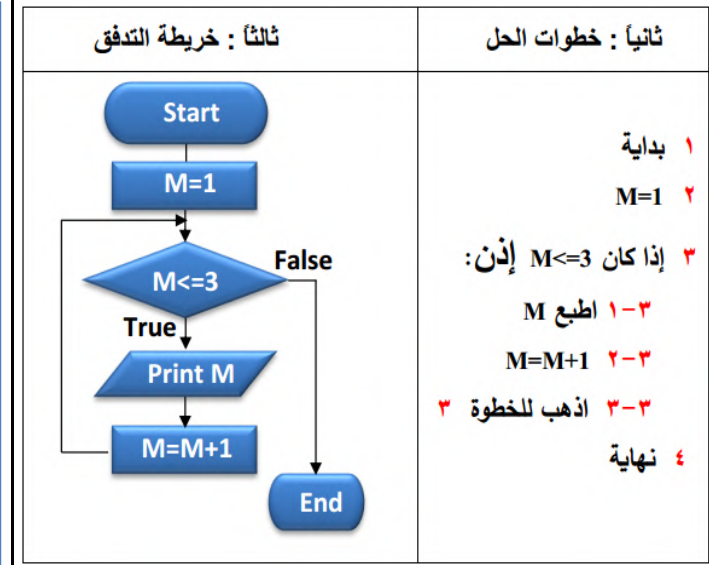 ثانياً : خطوات الحل
١ بداية
٢ M=1
٣ إذا كان M<=3 إذن:
٣-١ اطبع M
٣-٢ M=M+1
٣-٣ اذهب للخطوة ٣
٤ نهاية
ثالثاً : خريطة التدفق
Start
M=1
M<=3
False
True
Print M
M=M+1
End